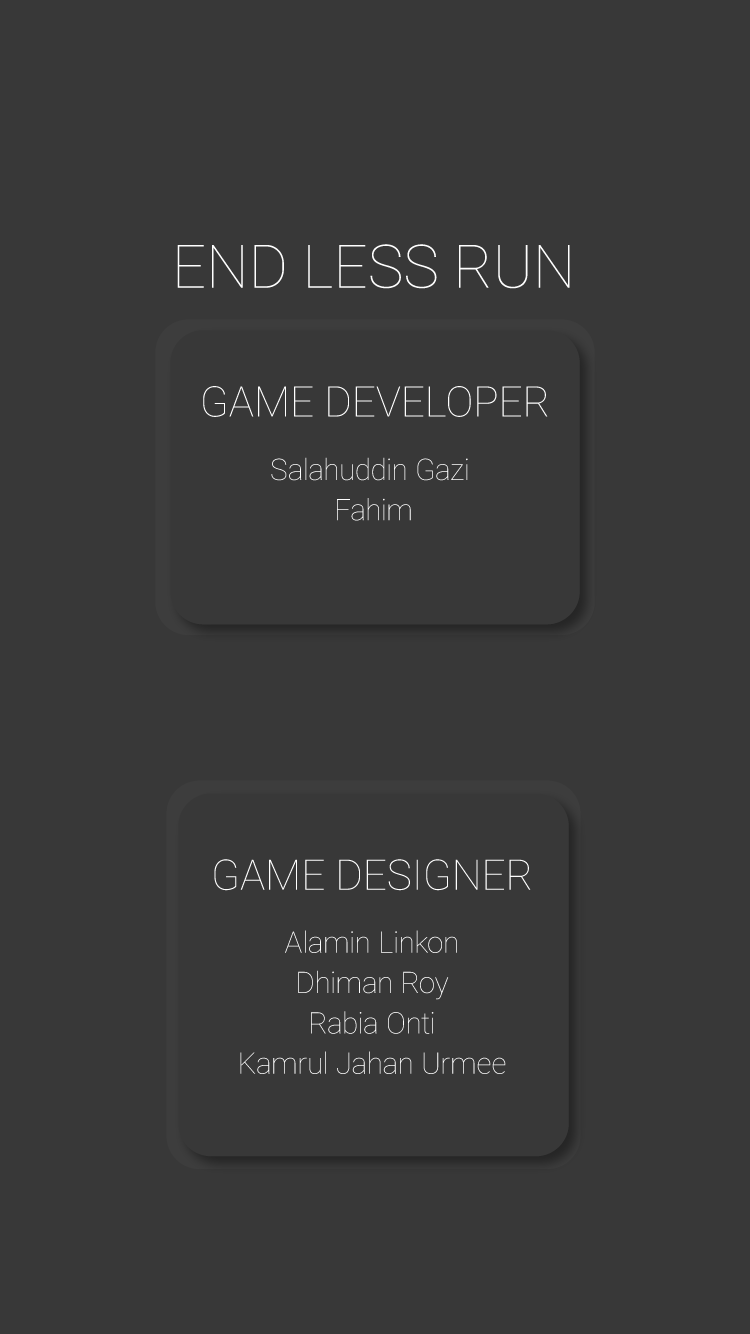 END LESS RUN
GAME DEVELOPER
Salahuddin Gazi
Fahim
GAME DESIGNER
Alamin Linkon
Dhiman Roy
Rabia Onti
Kamrul Jahan Urmee